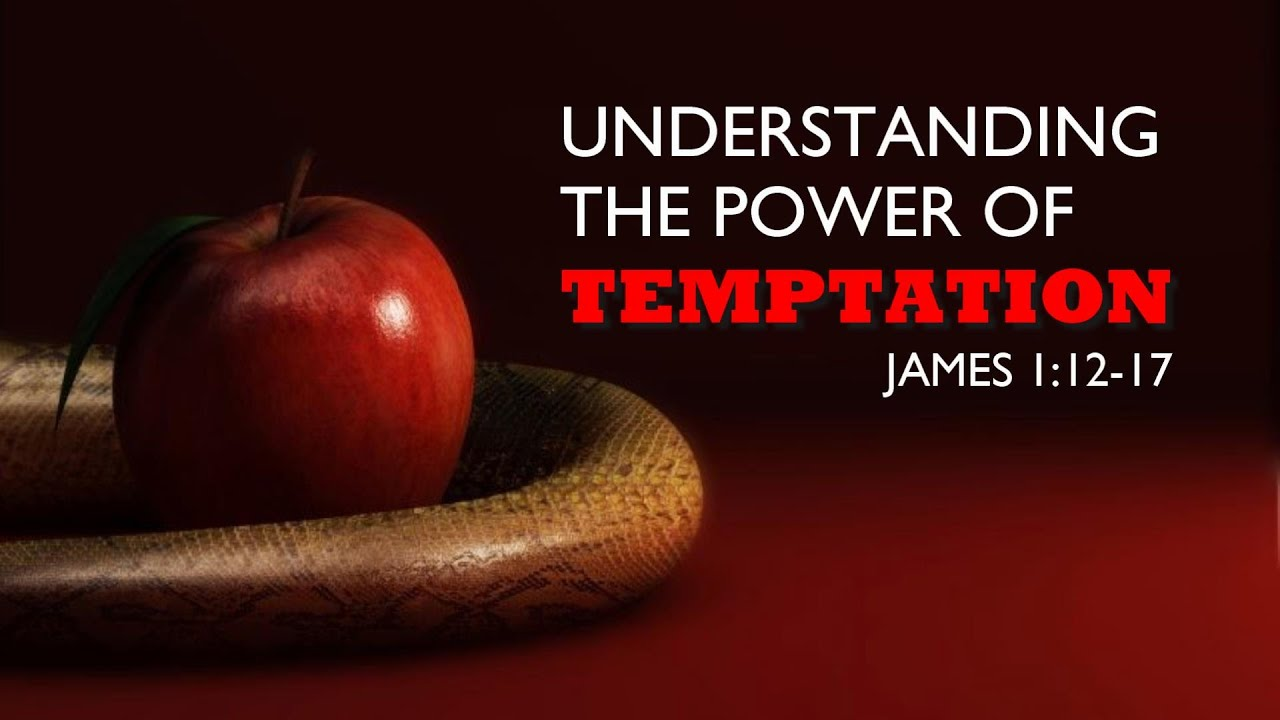 UNDERSTANDING
THE POWER OF
TEMPTATION
JAMES 1:12-17